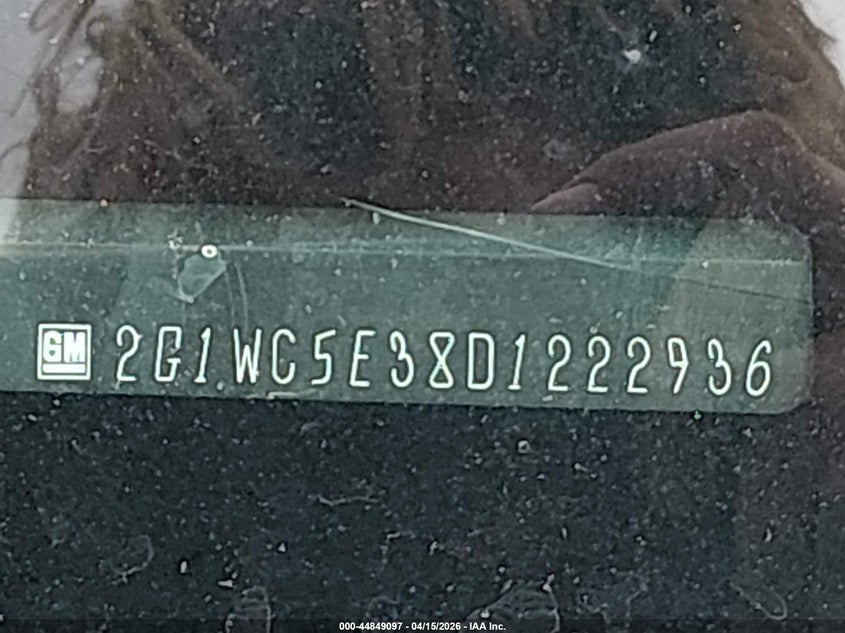 GM 2G1WC5E38D1222936
000-44849097 - 04/15/2026 - IAA Inc.